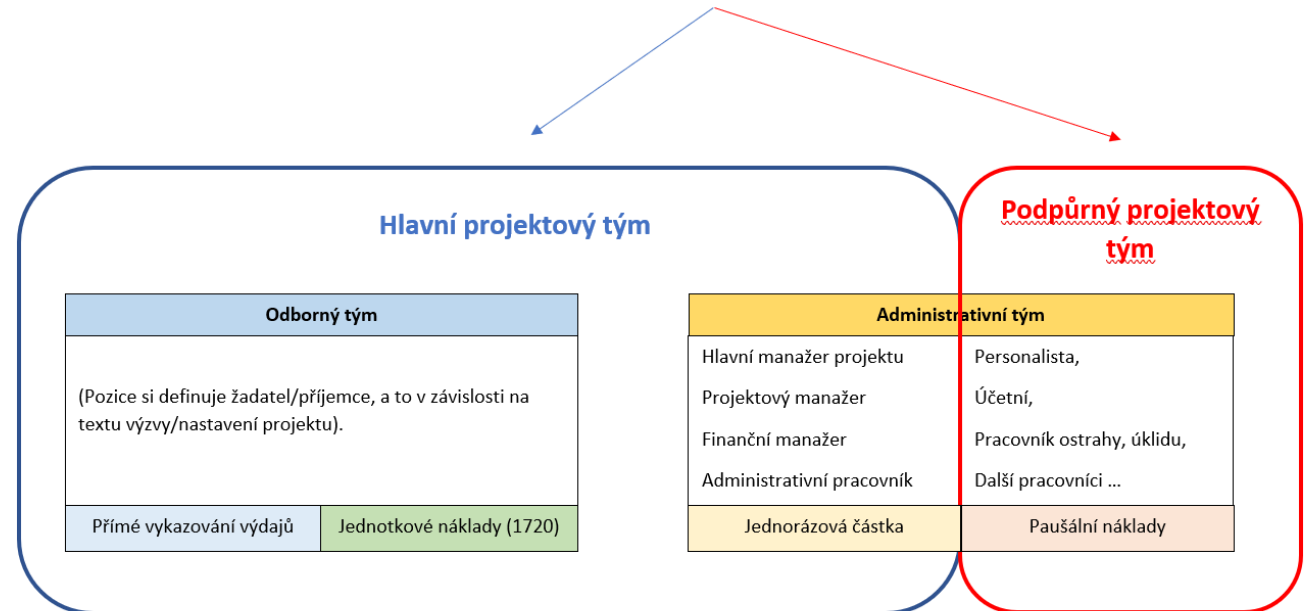 Hlavní projektový tým
Podpůrný projektový
tým
Odborný tým
(Pozice si definuje žadatel/příjemce, a to v závislosti na
textu výzvy/nastavení projektu).
Přímé vykazování výdajů
Jednotkové náklady (1720)
Administrativní tým
Hlavní manažer projektu
Personalista,
Projektový manažer
Účetní,
Finanční manažer
Pracovník ostrahy, úklidu,
Administrativní pracovník
Další pracovníci ...
Jednorázová částka
Paušální náklady